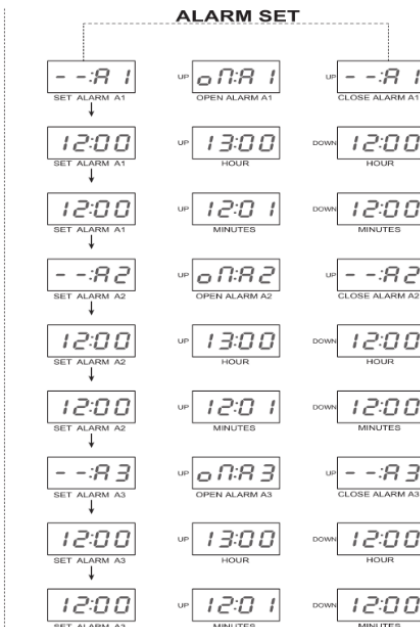 ALARM SET
--:A1 UP on:A1 UP --:A1
SET ALARM A1 OPEN ALARM A1 CLOSE ALARM A1
12:00 UP 13:00 DOWN 12:00
SET ALARM A1 HOUR HOUR
12:00 UP 12:01 DOWN 12:00
SET ALARM A1 MINUTES MINUTES
--:A2 UP on:A2 UP --:A2
SET ALARM A2 OPEN ALARM A2 CLOSE ALARM A2
12:00 UP 13:00 DOWN 12:00
SET ALARM A2 HOUR HOUR
12:00 UP 12:01 DOWN 12:00
SET ALARM A2 MINUTES MINUTES
--:A3 UP on:A3 UP --:A3
SET ALARM A3 OPEN ALARM A3 CLOSE ALARM A3
12:00 UP 13:00 DOWN 12:00
SET ALARM A3 HOUR HOUR
12:00 UP 12:01 DOWN 12:00
SET ALARM A3 MINUTES MINUTES